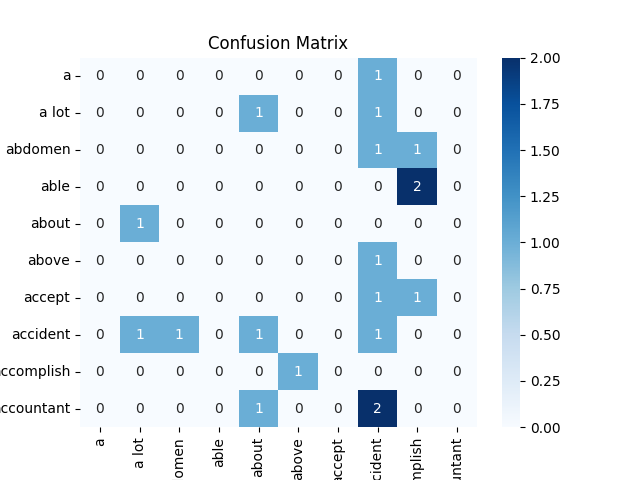 Confusion Matrix
a 0 0 0 0 0 0 0 1 0 0
a lot 0 0 0 0 1 0 0 1 0 0
abdomen 0 0 0 0 0 0 0 1 1 0
able 0 0 0 0 0 0 0 0 2 0
about 0 1 0 0 0 0 0 0 0 0
above 0 0 0 0 0 0 0 1 0 0
accept 0 0 0 0 0 0 0 1 1 0
accident 0 1 1 0 1 0 0 1 0 0
ccomplish 0 0 0 0 0 1 0 0 0 0
ccountant 0 0 0 0 1 0 0 2 0 0
a
a lot
omen
able
about
above
ccept
cident
mplish
untant
2.00
1.75
1.50
1.25
1.00
0.75
0.50
0.25
0.00